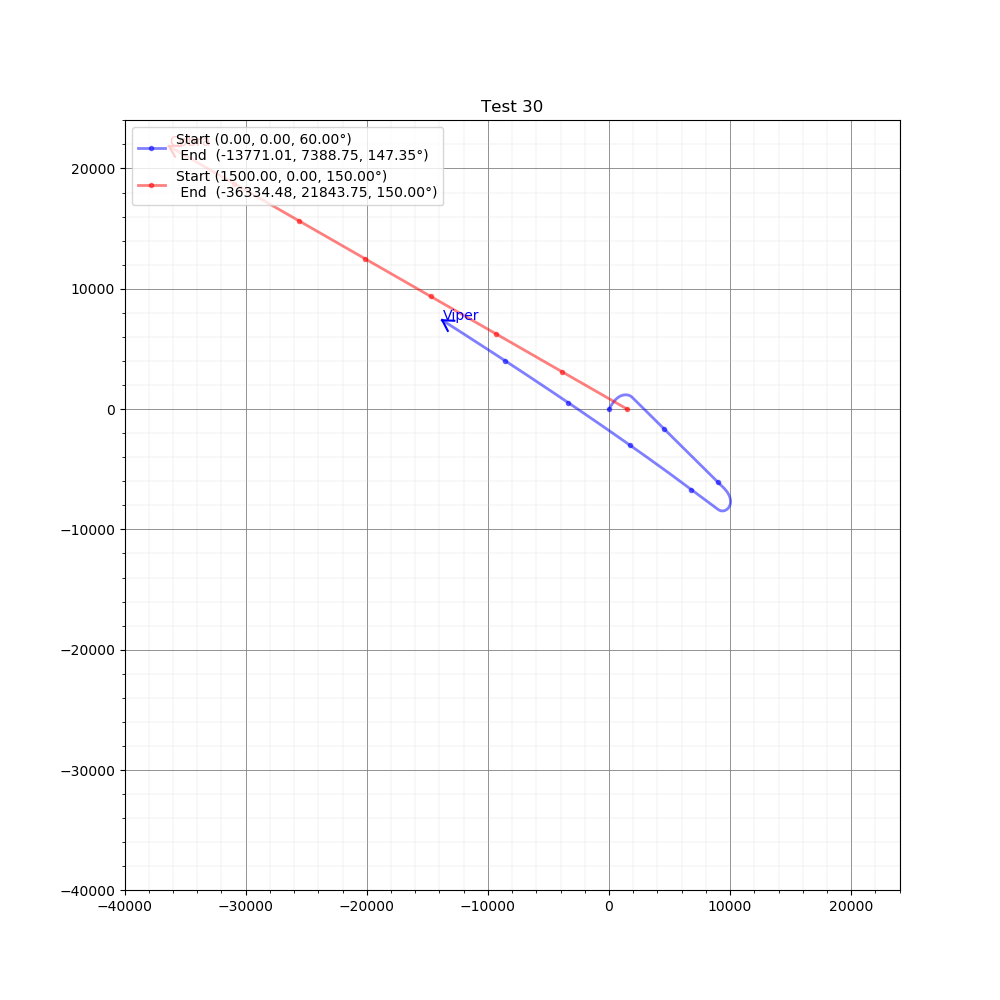 Test 30
Start (0.00, 0.00, 60.00°)
End (-13771.01, 7388.75, 147.35°)
Start (1500.00, 0.00, 150.00°)
End (-36334.48, 21843.75, 150.00°)
Viper
20000
10000
0
−10000
−20000
−30000
−40000
−40000 −30000 −20000 −10000 0 10000 20000